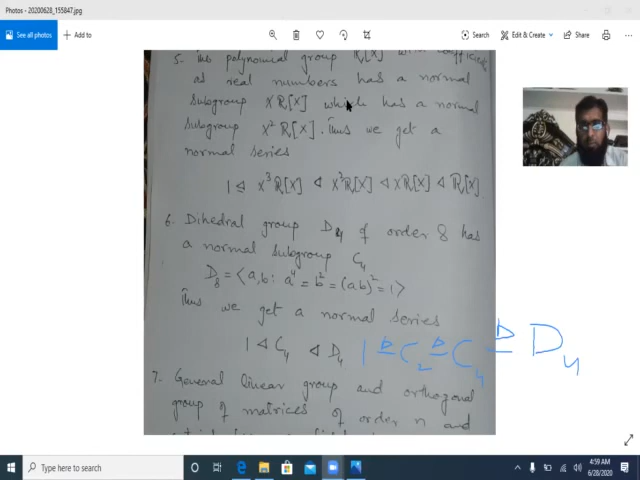 Photos - 20200628_155847.jpg
See all photos
Add to
Search
Edit & Create
Share
5. The polynomial group R[X] with coefficients
as real numbers has a normal
subgroup XR[X] which has a normal
subgroup X² R[X]. Thus we get a
normal series
1 ⊲ X³R[X] ⊲ X³R[X] ⊲ XR[X] ⊲ R[X].
6. Dihedral group D₄ of order 8 has
a normal subgroup C₄
D₈ = <a,b: a⁴ = b² = (a,b)² = 1>
Thus we get a normal series
1 ⊲ C₄ ⊲ D₄
1 ⊵ C₂ ⊵ C₄ ⊵ D₄
7. General linear group and orthogonal
group of matrices of order n and
Type here to search
4:59 AM
6/28/2020